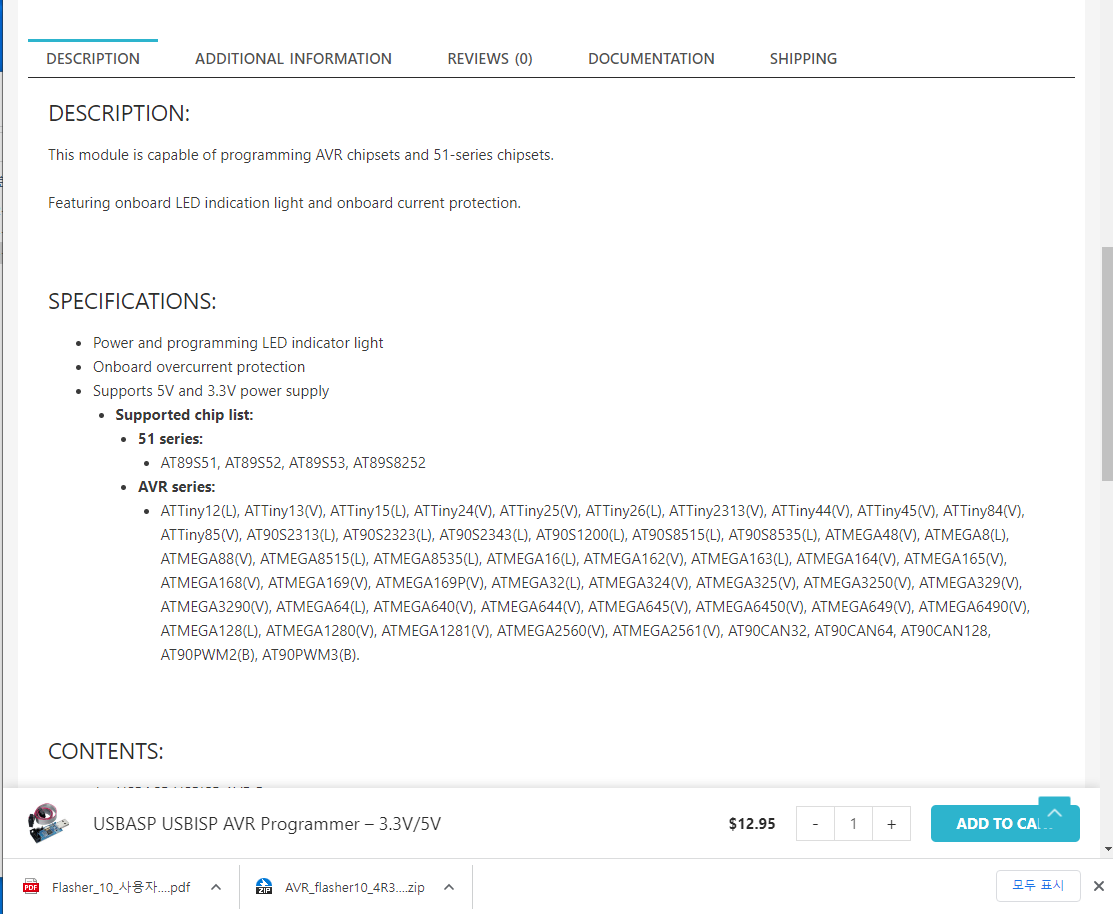 DESCRIPTION ADDITIONAL INFORMATION REVIEWS (0) DOCUMENTATION SHIPPING
DESCRIPTION:
This module is capable of programming AVR chipsets and 51-series chipsets.
Featuring onboard LED indication light and onboard current protection.
SPECIFICATIONS:
Power and programming LED indicator light
Onboard overcurrent protection
Supports 5V and 3.3V power supply
Supported chip list:
51 series:
AT89S51, AT89S52, AT89S53, AT89S8252
AVR series:
ATTiny12(L), ATTiny13(V), ATTiny15(L), ATTiny24(V), ATTiny25(V), ATTiny26(L), ATTiny2313(V), ATTiny44(V), ATTiny45(V), ATTiny84(V),
ATTiny85(V), AT90S2313(L), AT90S2323(L), AT90S2343(L), AT90S1200(L), AT90S8515(L), AT90S8535(L), ATMEGA48(V), ATMEGA8(L),
ATMEGA88(V), ATMEGA8515(L), ATMEGA8535(L), ATMEGA16(L), ATMEGA162(V), ATMEGA163(L), ATMEGA164(V), ATMEGA165(V),
ATMEGA168(V), ATMEGA169(V), ATMEGA169P(V), ATMEGA32(L), ATMEGA324(V), ATMEGA325(V), ATMEGA3250(V), ATMEGA329(V),
ATMEGA3290(V), ATMEGA64(L), ATMEGA640(V), ATMEGA644(V), ATMEGA645(V), ATMEGA6450(V), ATMEGA649(V), ATMEGA6490(V),
ATMEGA128(L), ATMEGA1280(V), ATMEGA1281(V), ATMEGA2560(V), ATMEGA2561(V), AT90CAN32, AT90CAN64, AT90CAN128,
AT90PWM2(B), AT90PWM3(B).
CONTENTS:
USBASP USBISP AVR Programmer – 3.3V/5V $12.95 - 1 + ADD TO CA
PDF Flasher_10_사용자....pdf ZIP AVR_flasher10_4R3....zip 모두 표시